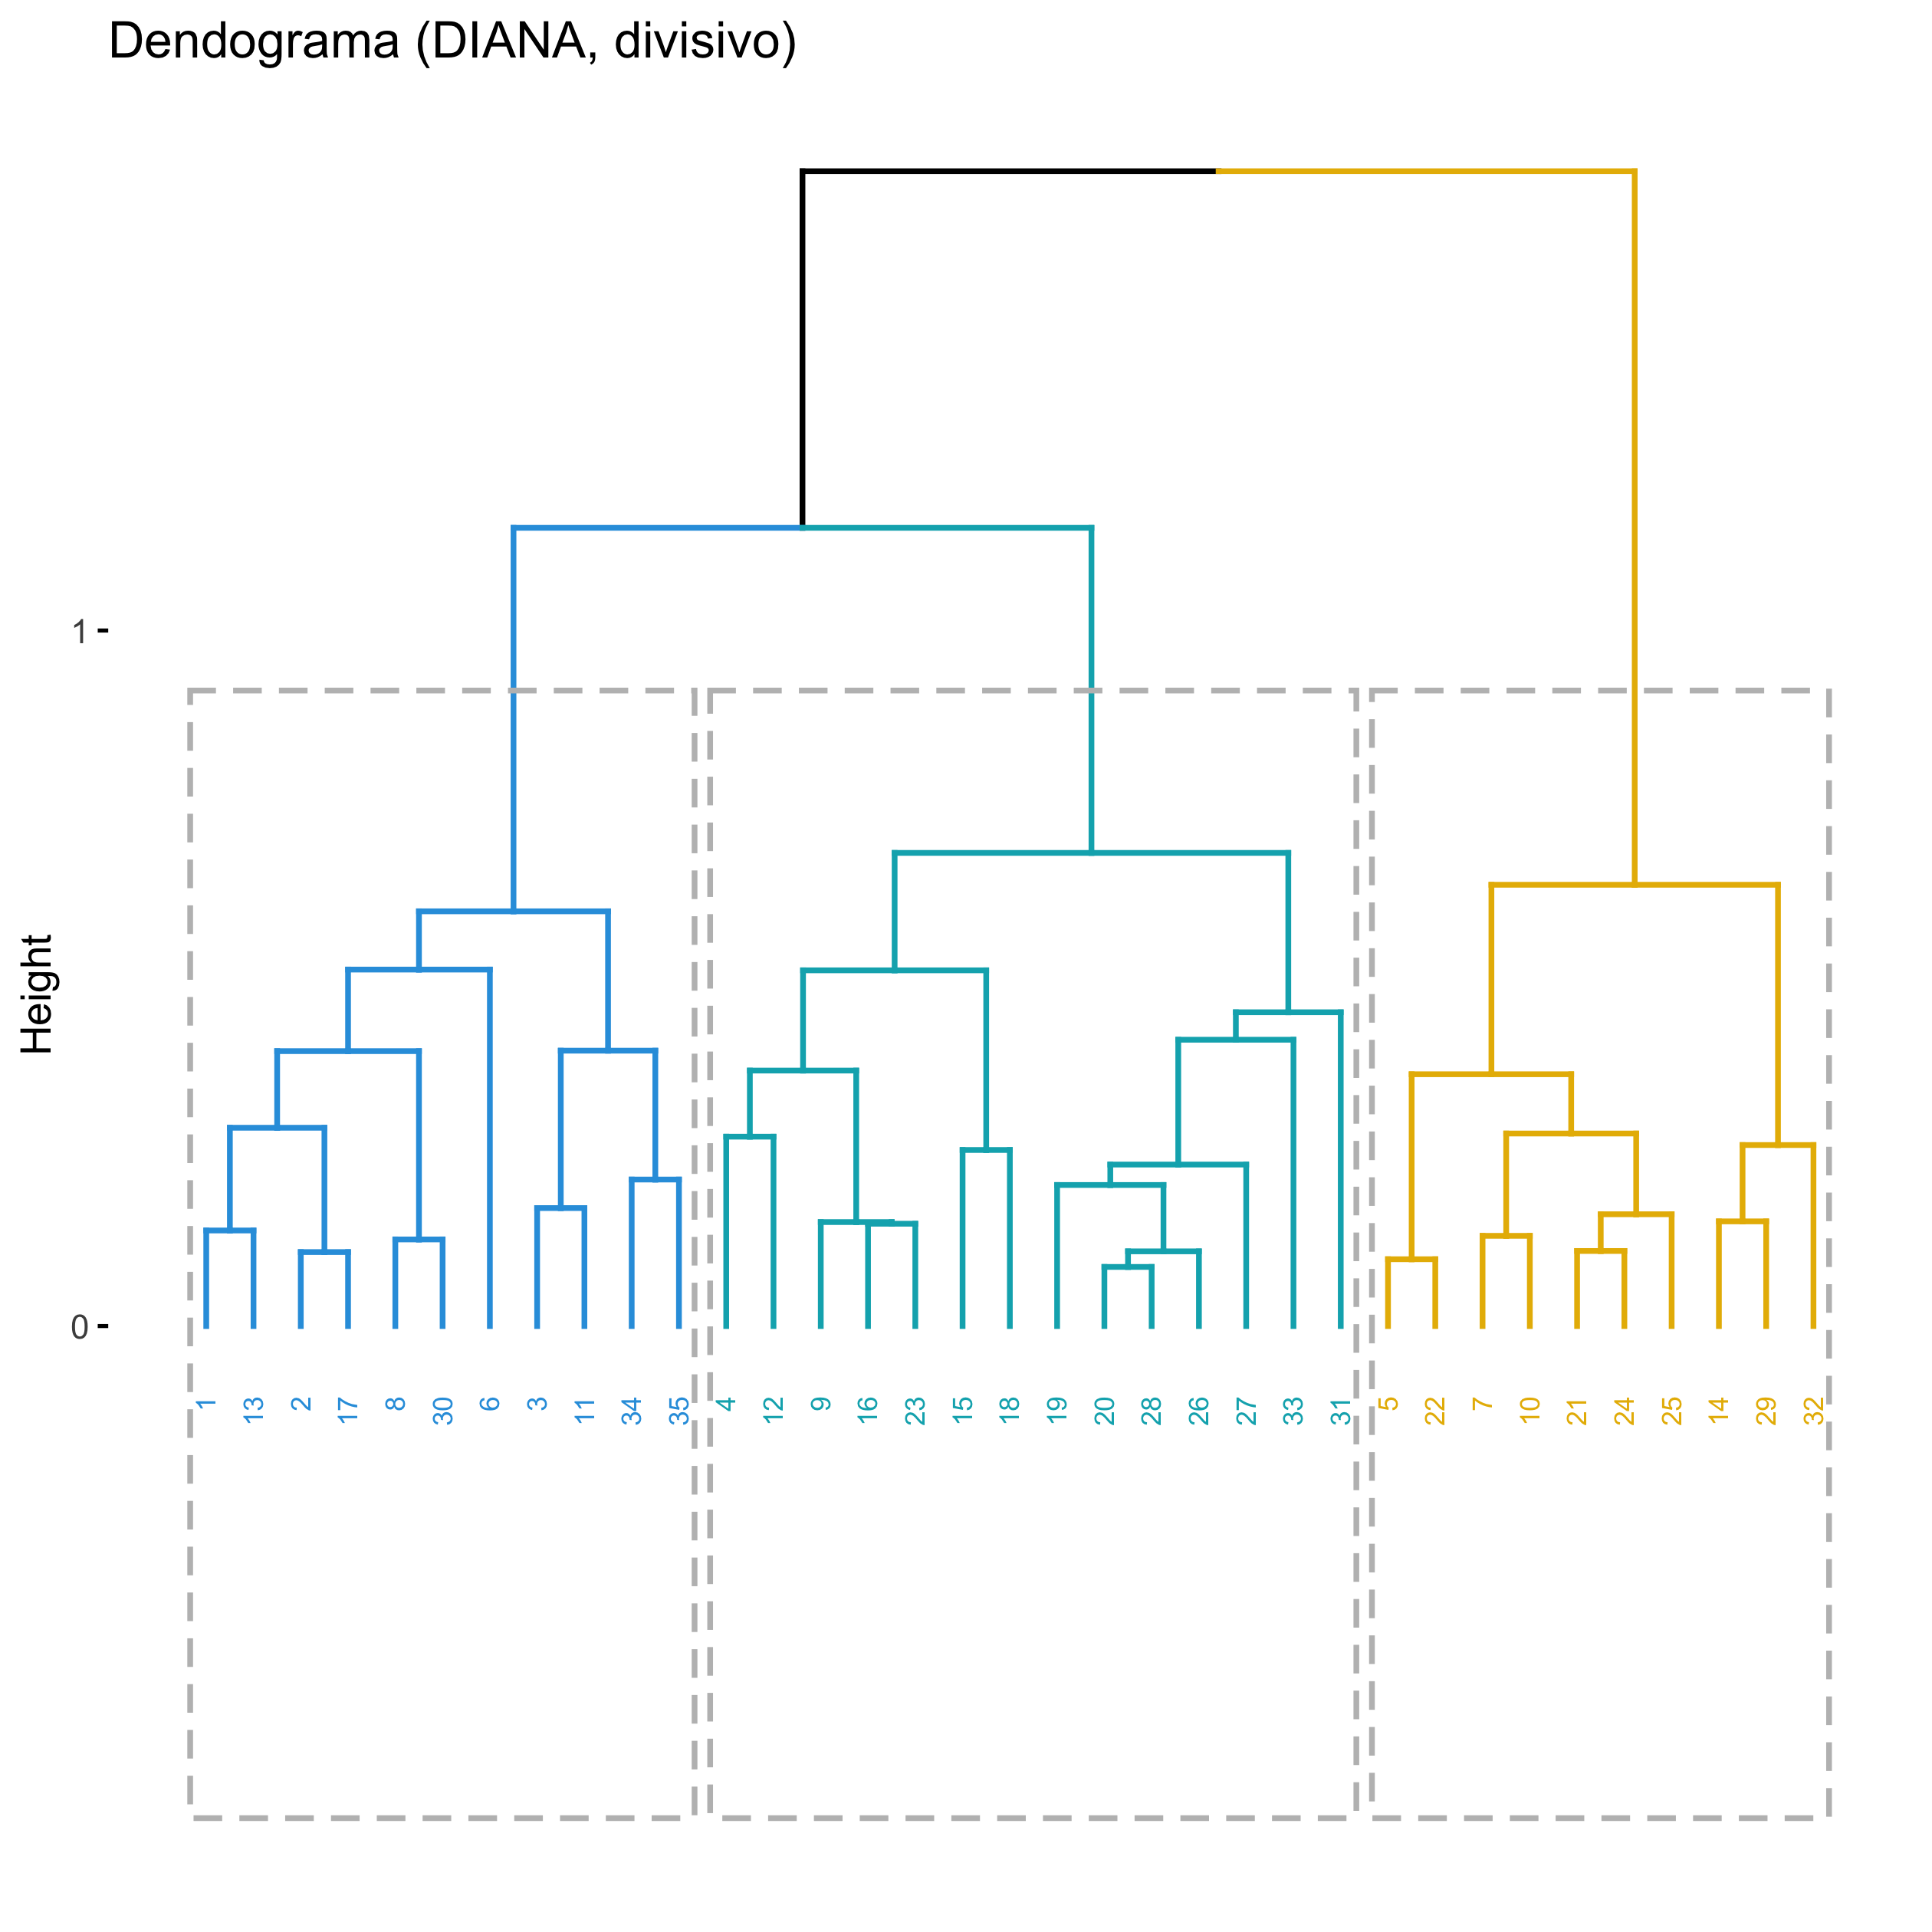 Dendograma (DIANA, divisivo)
1
Height
0
1 13 2 17 8 30 6 3 11 34 35 4 12 9 16 23 15 18 19 20 28 26 27 33 31 5 22 7 10 21 24 25 14 29 32